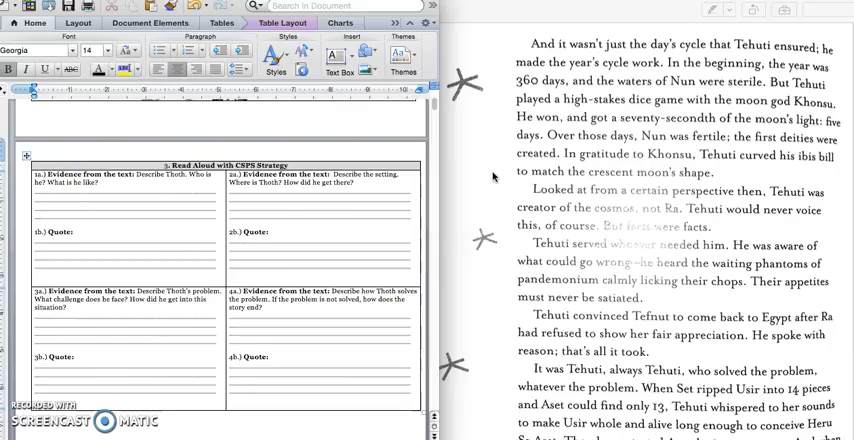 Search in Document
Home Layout Document Elements Tables Table Layout Charts
Font Paragraph Styles Insert Themes
Georgia 14 Aa
B I U ABC A Styles Text Box Themes
3. Read Aloud with CSPS Strategy
1a.) Evidence from the text: Describe Thoth. Who is
he? What is he like?
1b.) Quote:
2a.) Evidence from the text: Describe the setting.
Where is Thoth? How did he get there?
2b.) Quote:
3a.) Evidence from the text: Describe Thoth's problem.
What challenge does he face? How did he get into this
situation?
3b.) Quote:
4a.) Evidence from the text: Describe how Thoth solves
the problem. If the problem is not solved, how does the
story end?
4b.) Quote:
RECORDED WITH
SCREENCAST MATIC
And it wasn't just the day's cycle that Tehuti ensured; he
made the year's cycle work. In the beginning, the year was
360 days, and the waters of Nun were sterile. But Tehuti
played a high-stakes dice game with the moon god Khonsu.
He won, and got a seventy-secondth of the moon's light: five
days. Over those days, Nun was fertile; the first deities were
created. In gratitude to Khonsu, Tehuti curved his ibis bill
to match the crescent moon's shape.
Looked at from a certain perspective then, Tehuti was
creator of the cosmos, not Ra. Tehuti would never voice
this, of course. But facts were facts.
Tehuti served whoever needed him. He was aware of
what could go wrong—he heard the waiting phantoms of
pandemonium calmly licking their chops. Their appetites
must never be satiated.
Tehuti convinced Tefnut to come back to Egypt after Ra
had refused to show her fair appreciation. He spoke with
reason; that's all it took.
It was Tehuti, always Tehuti, who solved the problem,
whatever the problem. When Set ripped Usir into 14 pieces
and Aset could find only 13, Tehuti whispered to her sounds
to make Usir whole and alive long enough to conceive Heru